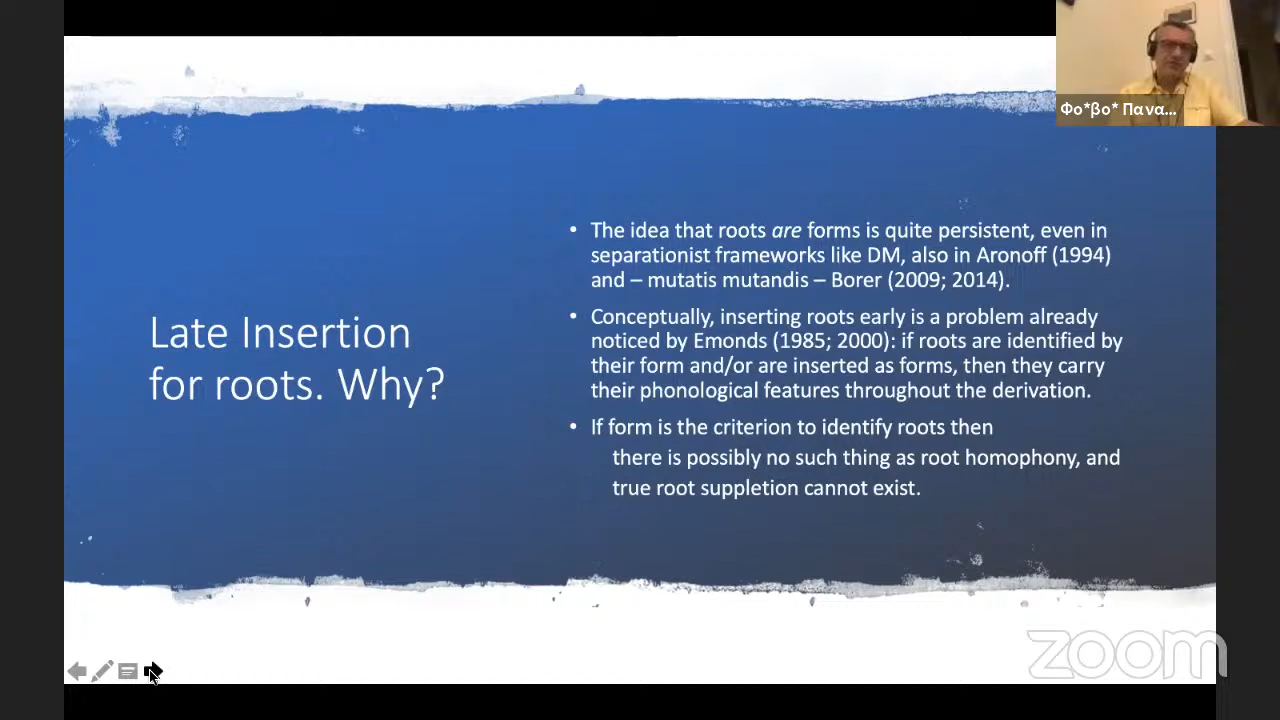 Φο*βο* Πανα...
Late Insertion
for roots. Why?
• The idea that roots are forms is quite persistent, even in
separationist frameworks like DM, also in Aronoff (1994)
and – mutatis mutandis – Borer (2009; 2014).
• Conceptually, inserting roots early is a problem already
noticed by Emonds (1985; 2000): if roots are identified by
their form and/or are inserted as forms, then they carry
their phonological features throughout the derivation.
• If form is the criterion to identify roots then
there is possibly no such thing as root homophony, and
true root suppletion cannot exist.
zoom